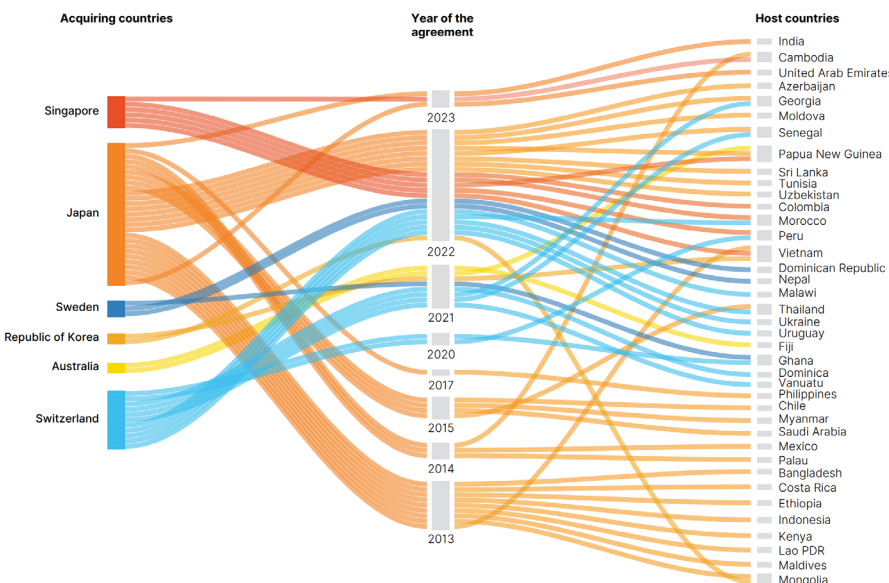 Acquiring countries
Year of the
agreement
Host countries
Singapore
Japan
Sweden
Republic of Korea
Australia
Switzerland
2023
2022
2021
2020
2017
2015
2014
2013
India
Cambodia
United Arab Emirates
Azerbaijan
Georgia
Moldova
Senegal
Papua New Guinea
Sri Lanka
Tunisia
Uzbekistan
Colombia
Morocco
Peru
Vietnam
Dominican Republic
Nepal
Malawi
Thailand
Ukraine
Uruguay
Fiji
Ghana
Dominica
Vanuatu
Philippines
Chile
Myanmar
Saudi Arabia
Mexico
Palau
Bangladesh
Costa Rica
Ethiopia
Indonesia
Kenya
Lao PDR
Maldives
Mongolia